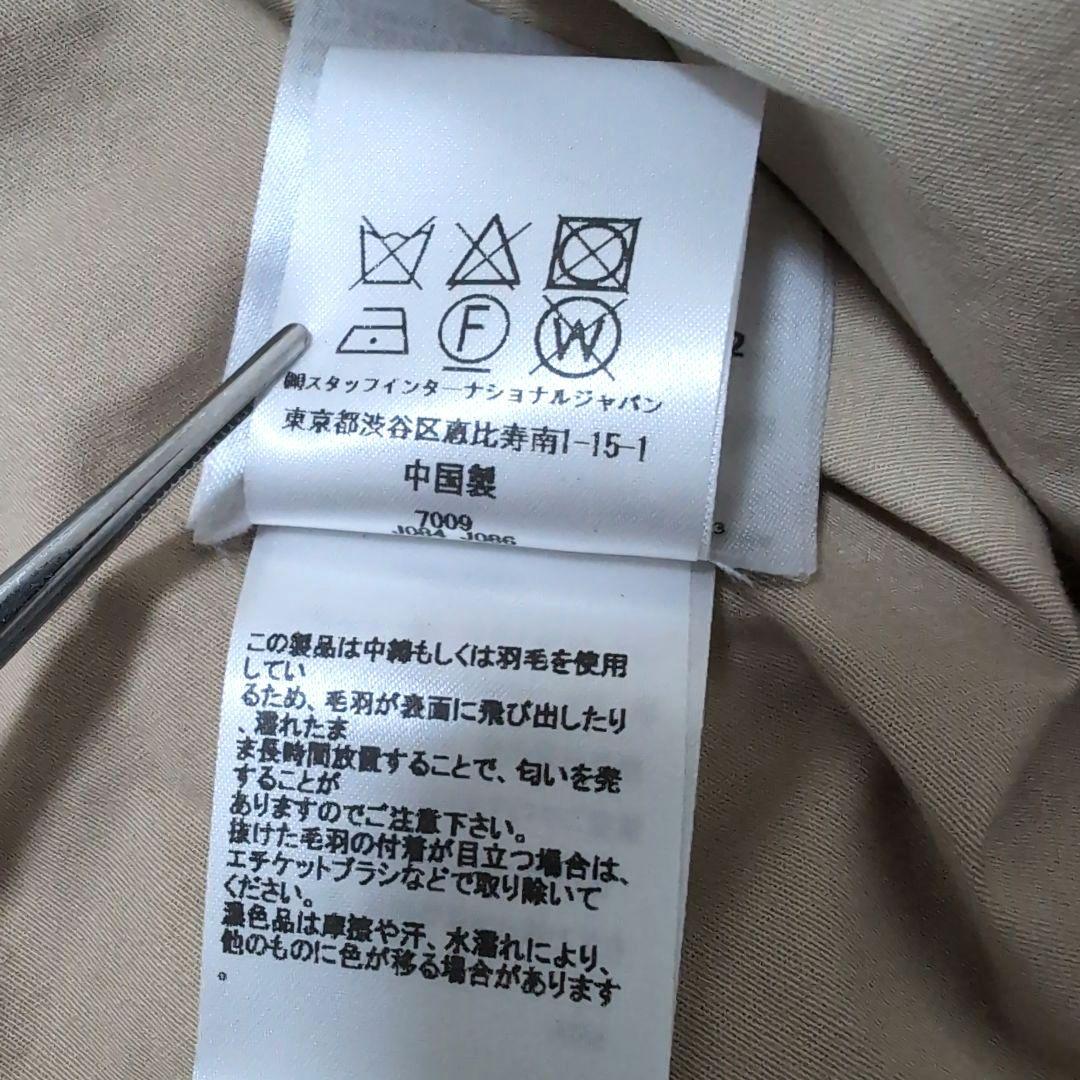 F
W
㈱スタッフインターナショナルジャパン
東京都渋谷区恵比寿南1-15-1
中国製
7009
J084 J086
2
3
この製品は中綿もしくは羽毛を使用
してい
るため、毛羽が表面に飛び出したり
、濡れたま
ま長時間放置することで、匂いを発
することが
ありますのでご注意下さい。
抜けた毛羽の付着が目立つ場合は、
エチケットブラシなどで取り除いて
ください。
濃色品は摩擦や汗、水濡れにより、
他のものに色が移る場合があります
。